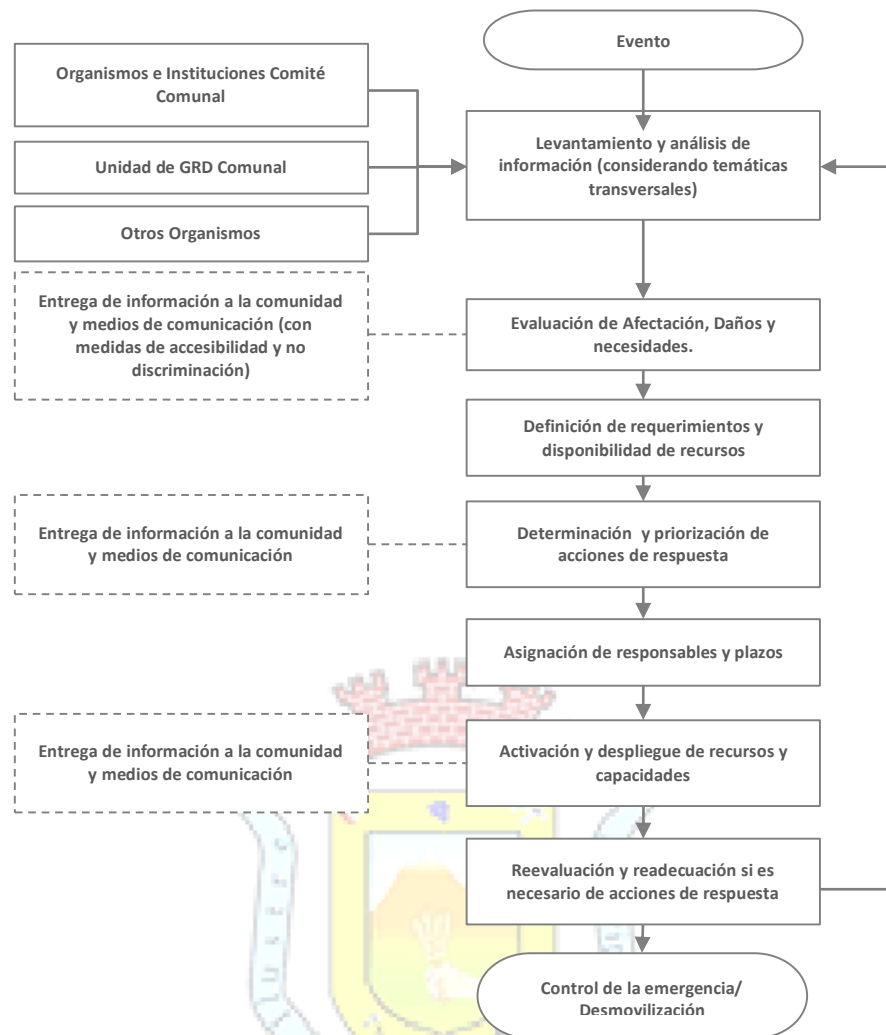 Evento
Organismos e Instituciones Comité
Comunal
Unidad de GRD Comunal
Otros Organismos
Levantamiento y análisis de
información (considerando temáticas
transversales)
Entrega de información a la comunidad
y medios de comunicación (con
medidas de accesibilidad y no
discriminación)
Evaluación de Afectación, Daños y
necesidades.
Definición de requerimientos y
disponibilidad de recursos
Entrega de información a la comunidad
y medios de comunicación
Determinación y priorización de
acciones de respuesta
Asignación de responsables y plazos
Entrega de información a la comunidad
y medios de comunicación
Activación y despliegue de recursos y
capacidades
Reevaluación y readecuación si es
necesario de acciones de respuesta
Control de la emergencia/
Desmovilización